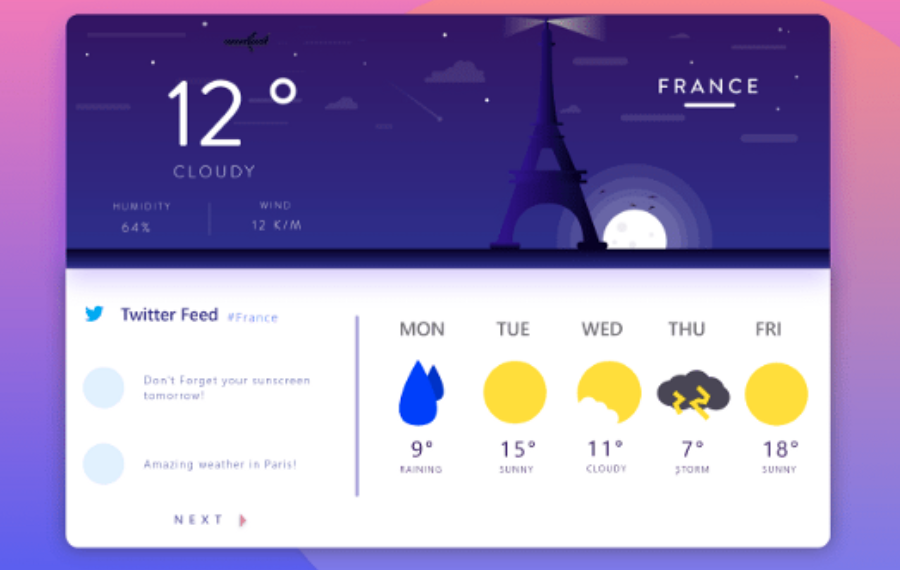 12°
CLOUDY
HUMIDITY
64%
WIND
12 K/M
FRANCE
Twitter Feed #France
Don't Forget your sunscreen
tomorrow!
Amazing weather in Paris!
NEXT
MON TUE WED THU FRI
9° 15° 11° 7° 18°
RAINING SUNNY CLOUDY STORM SUNNY